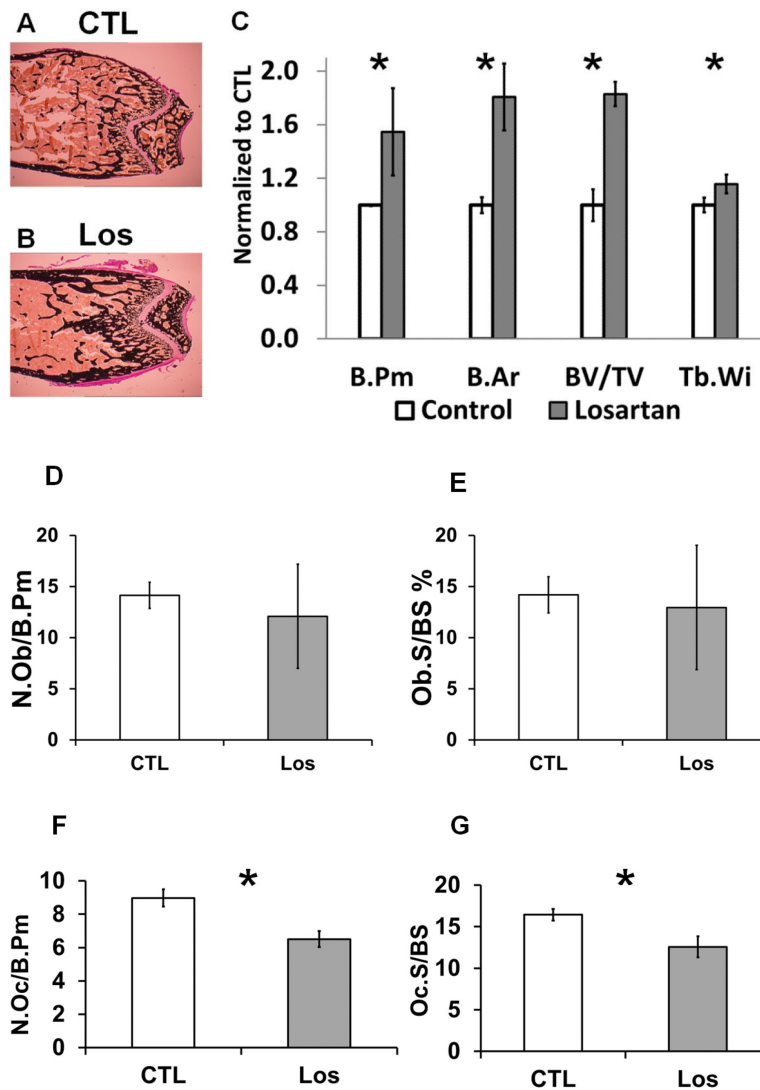 A CTL
B Los
C
* * * *
Normalized to CTL
2.0
1.6
1.2
0.8
0.4
0.0
B.Pm B.Ar BV/TV Tb.Wi
Control Losartan
D
N.Ob/B.Pm
20
15
10
5
0
CTL Los
E
Ob.S/BS %
20
15
10
5
0
CTL Los
F
*
N.Oc/B.Pm
10
8
6
4
2
0
CTL Los
G
*
Oc.S/BS
20
15
10
5
0
CTL Los